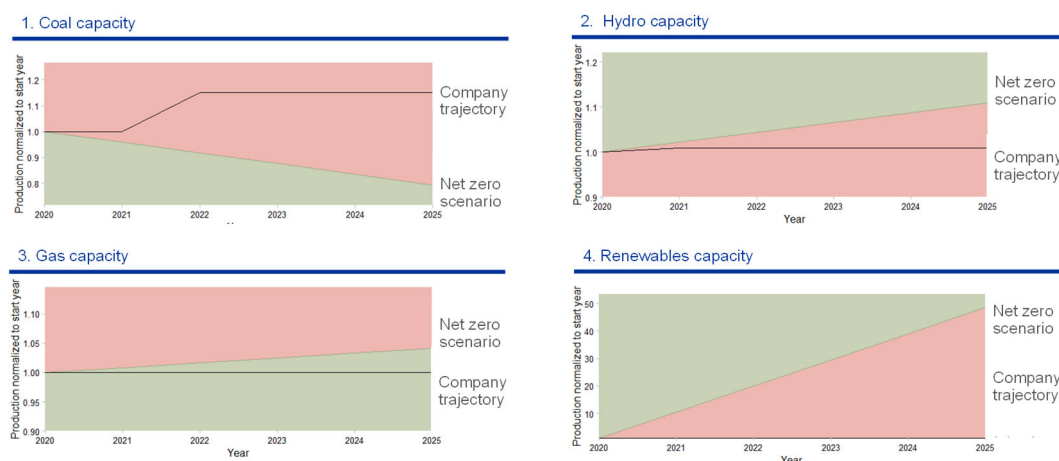 1. Coal capacity
Production normalized to start year
1.2
1.1
1.0
0.9
0.8
2020
2021
2022
2023
2024
2025
Company
trajectory
Net zero
scenario
2. Hydro capacity
Production normalized to start year
1.2
1.1
1.0
0.9
2020
2021
2022
2023
2024
2025
Year
Net zero
scenario
Company
trajectory
3. Gas capacity
Production normalized to start year
1.10
1.05
1.00
0.95
0.90
2020
2021
2022
2023
2024
2025
Year
Net zero
scenario
Company
trajectory
4. Renewables capacity
Production normalized to start year
50
40
30
20
10
2020
2021
2022
2023
2024
2025
Year
Net zero
scenario
Company
trajectory